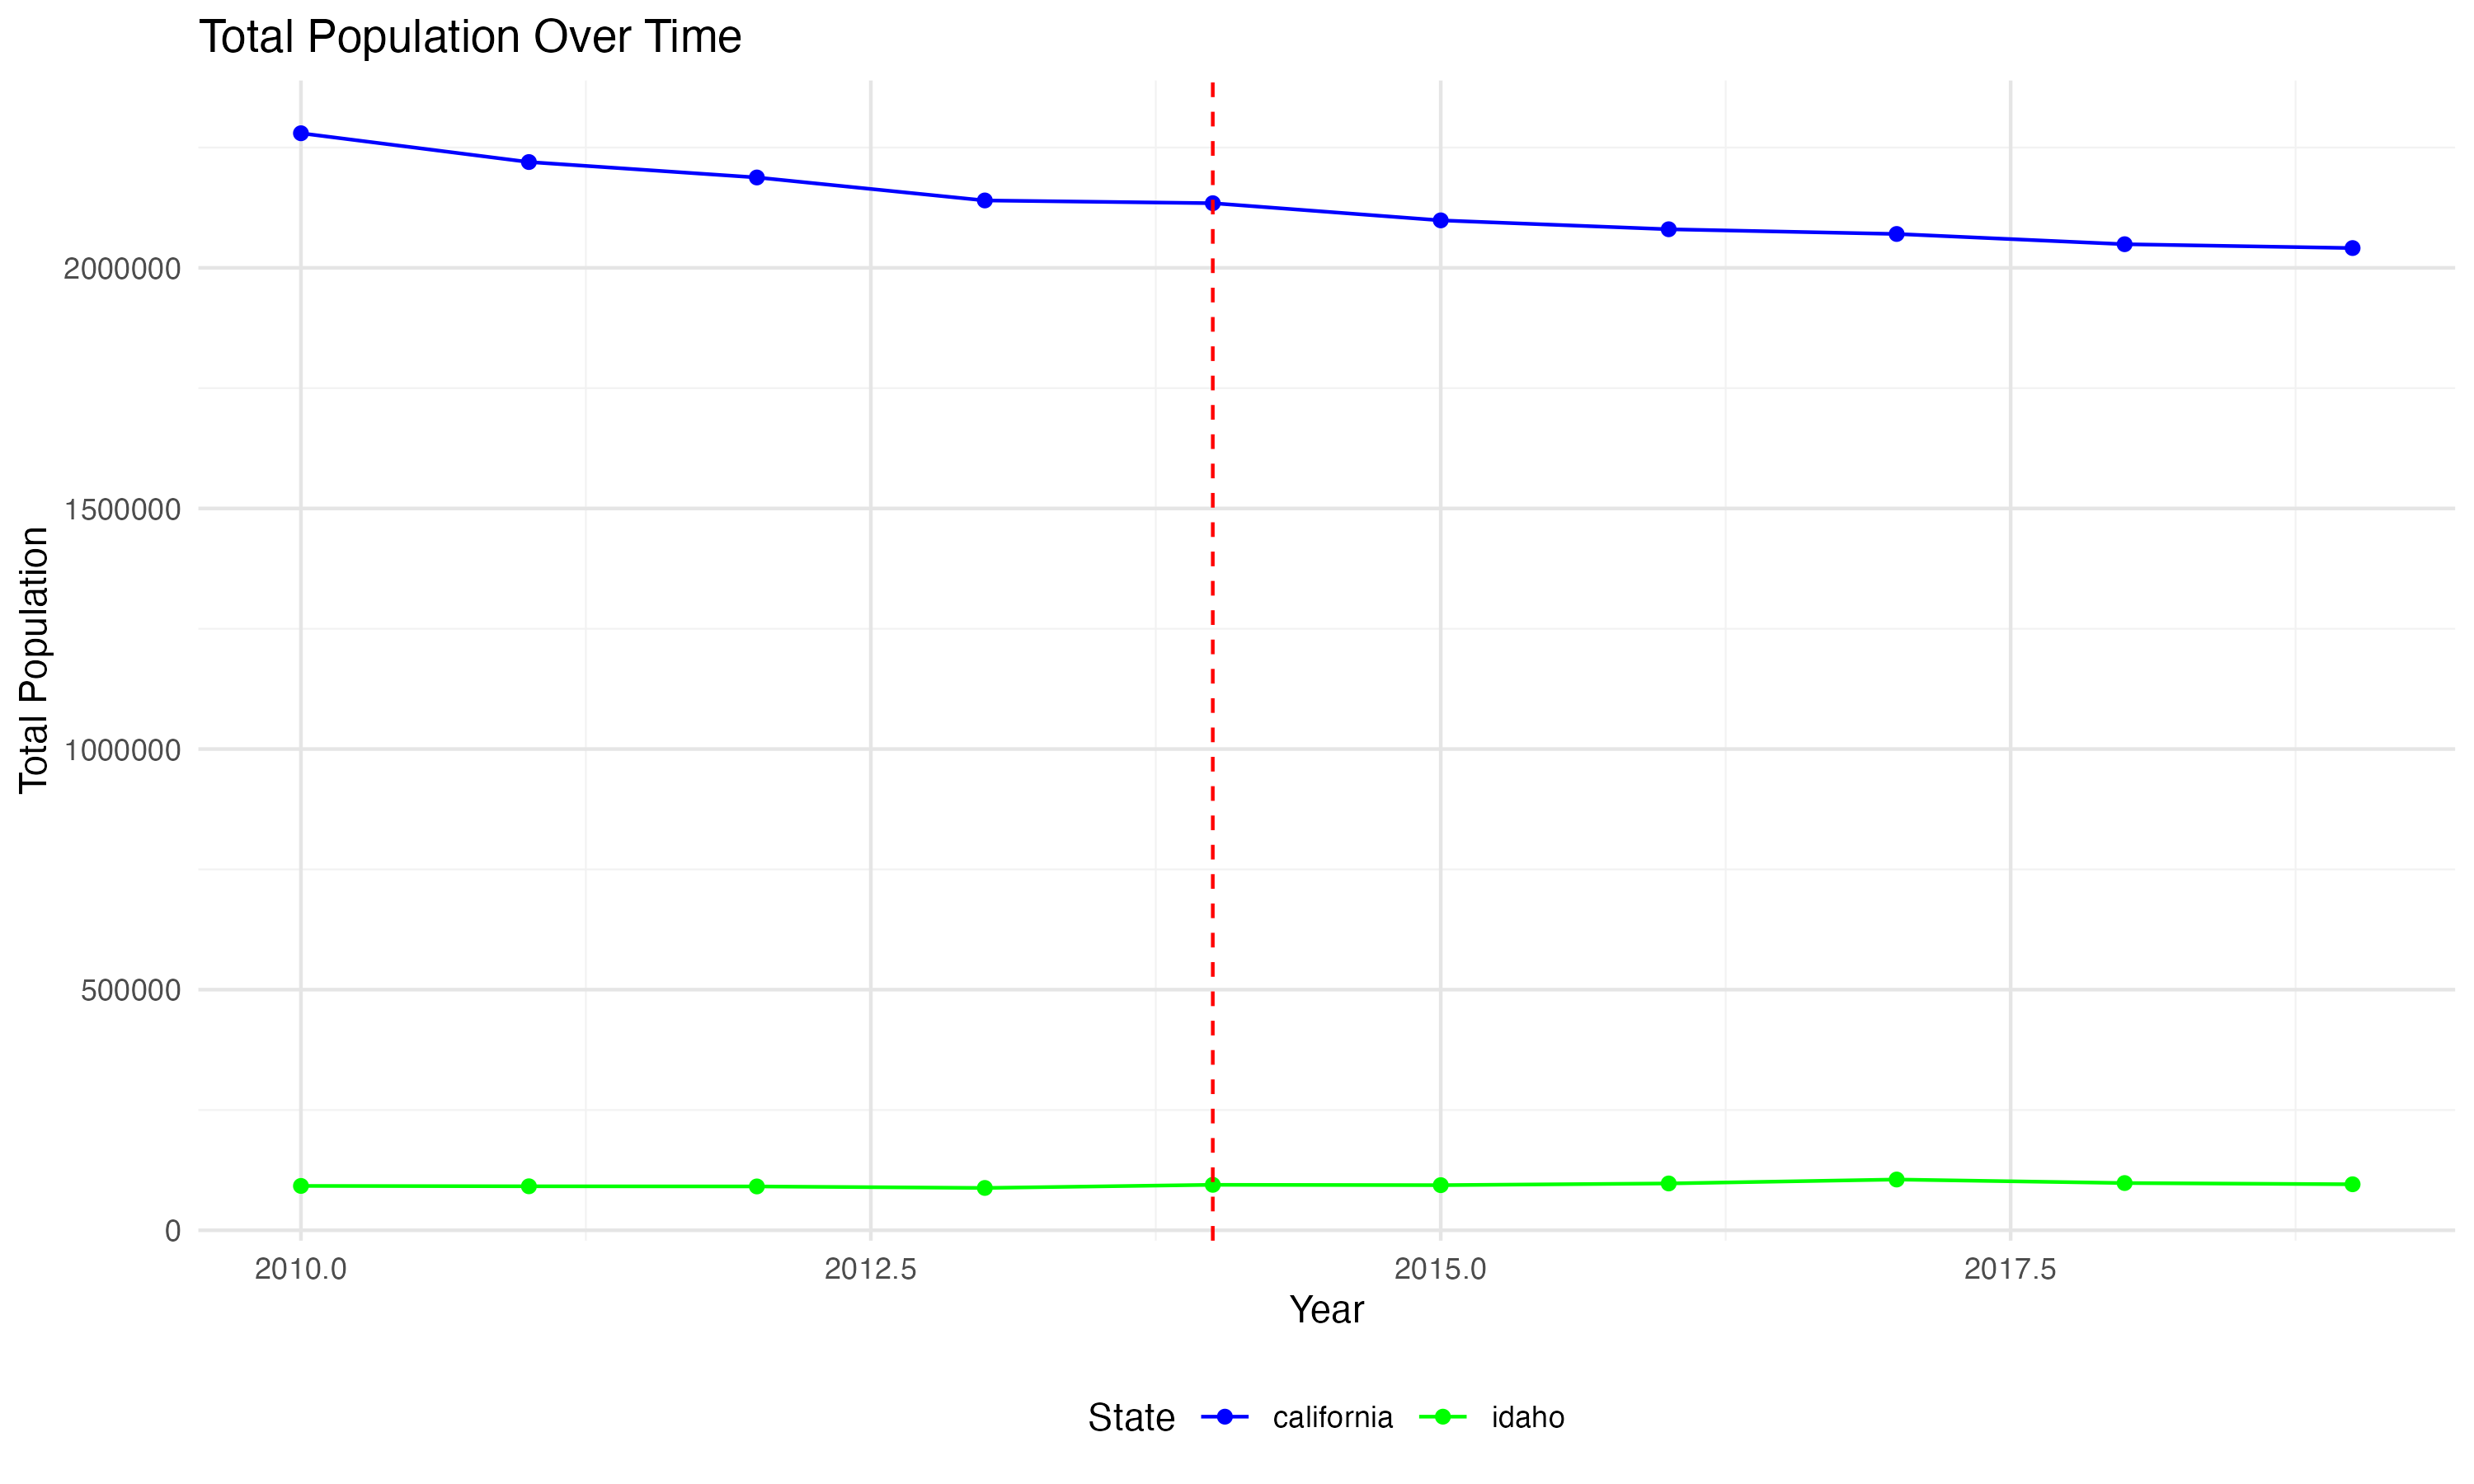 Total Population Over Time
Total Population
2000000
1500000
1000000
500000
0
2010.0 2012.5 2015.0 2017.5
Year
State california idaho